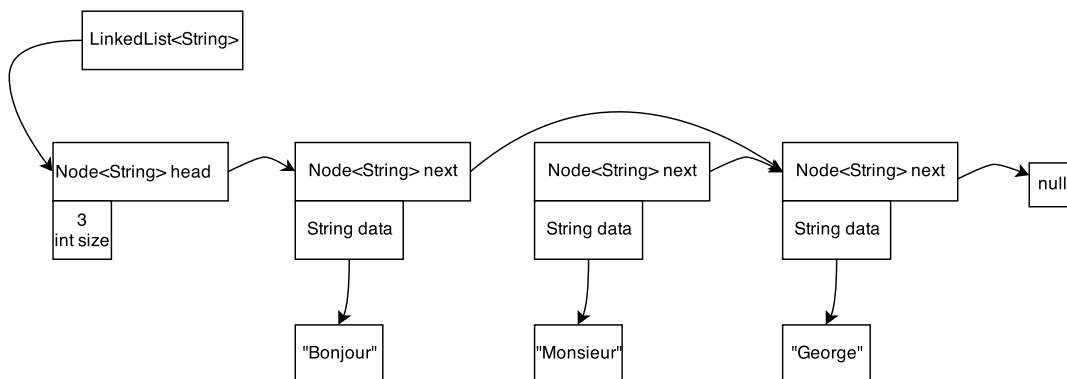 LinkedList<String>
Node<String> head
Node<String> next
Node<String> next
Node<String> next
null
3
int size
String data
String data
String data
"Bonjour"
"Monsieur"
"George"